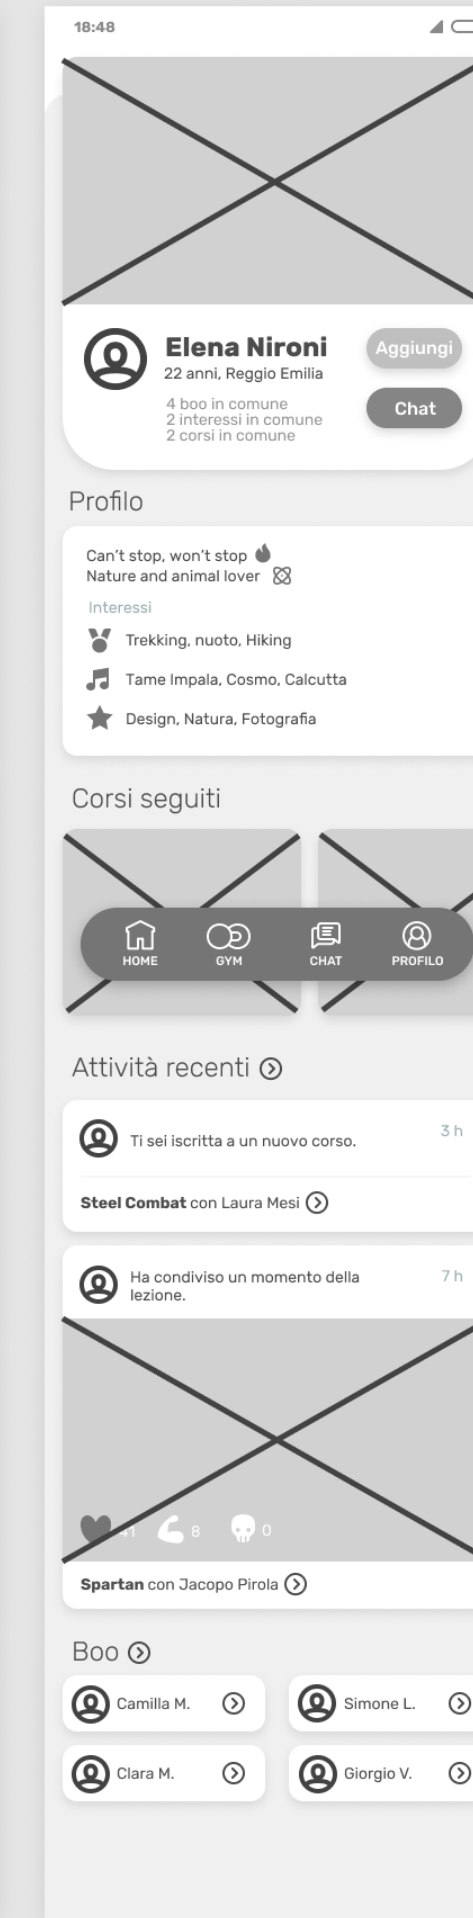 18:48
Elena Nironi
Aggiungi
22 anni, Reggio Emilia
4 boo in comune
2 interessi in comune
2 corsi in comune
Chat
Profilo
Can't stop, won't stop
Nature and animal lover
Interessi
Trekking, nuoto, Hiking
Tame Impala, Cosmo, Calcutta
Design, Natura, Fotografia
Corsi seguiti
HOME GYM CHAT PROFILO
Attività recenti
Ti sei iscritta a un nuovo corso.
3 h
Steel Combat con Laura Mesi
Ha condiviso un momento della
lezione.
7 h
41 8 0
Spartan con Jacopo Pirola
Boo
Camilla M. Simone L.
Clara M. Giorgio V.